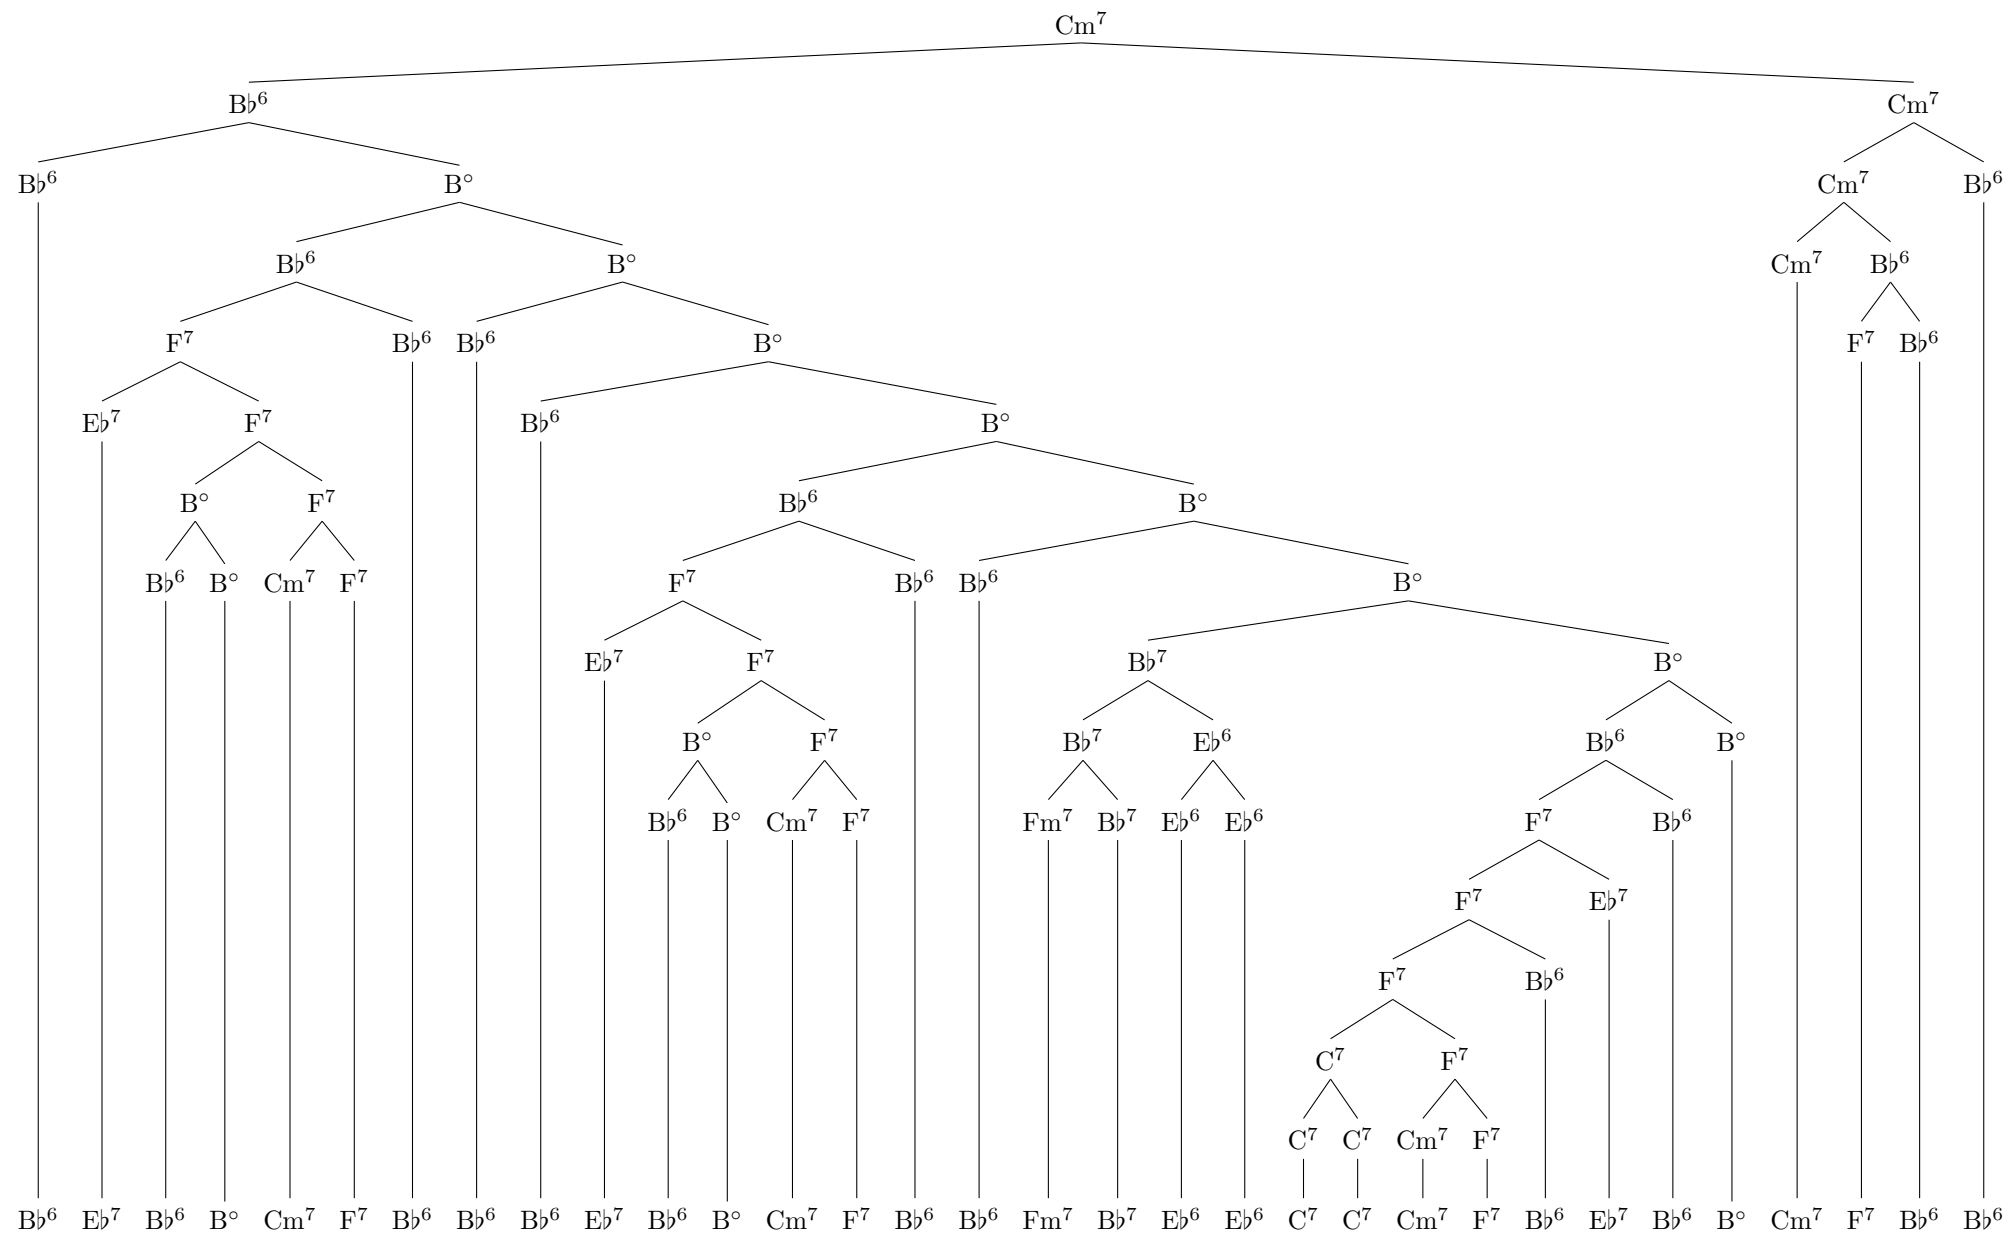 Cm⁷
B♭⁶ Cm⁷
B♭⁶ B° Cm⁷ B♭⁶
B♭⁶ B° Cm⁷ B♭⁶
F⁷ B♭⁶ B♭⁶ B° F⁷ B♭⁶
E♭⁷ F⁷ B♭⁶ B°
B° F⁷ B♭⁶ B°
B♭⁶ B° Cm⁷ F⁷ F⁷ B♭⁶ B♭⁶ B°
E♭⁷ F⁷ B♭⁷ B°
B° F⁷ B♭⁷ E♭⁶ B♭⁶ B°
B♭⁶ B° Cm⁷ F⁷ Fm⁷ B♭⁷ E♭⁶ E♭⁶ F⁷ B♭⁶
F⁷ E♭⁷
F⁷ B♭⁶
C⁷ F⁷
C⁷ C⁷ Cm⁷ F⁷
B♭⁶ E♭⁷ B♭⁶ B° Cm⁷ F⁷ B♭⁶ B♭⁶ B♭⁶ E♭⁷ B♭⁶ B° Cm⁷ F⁷ B♭⁶ B♭⁶ Fm⁷ B♭⁷ E♭⁶ E♭⁶ C⁷ C⁷ Cm⁷ F⁷ B♭⁶ E♭⁷ B♭⁶ B° Cm⁷ F⁷ B♭⁶ B♭⁶